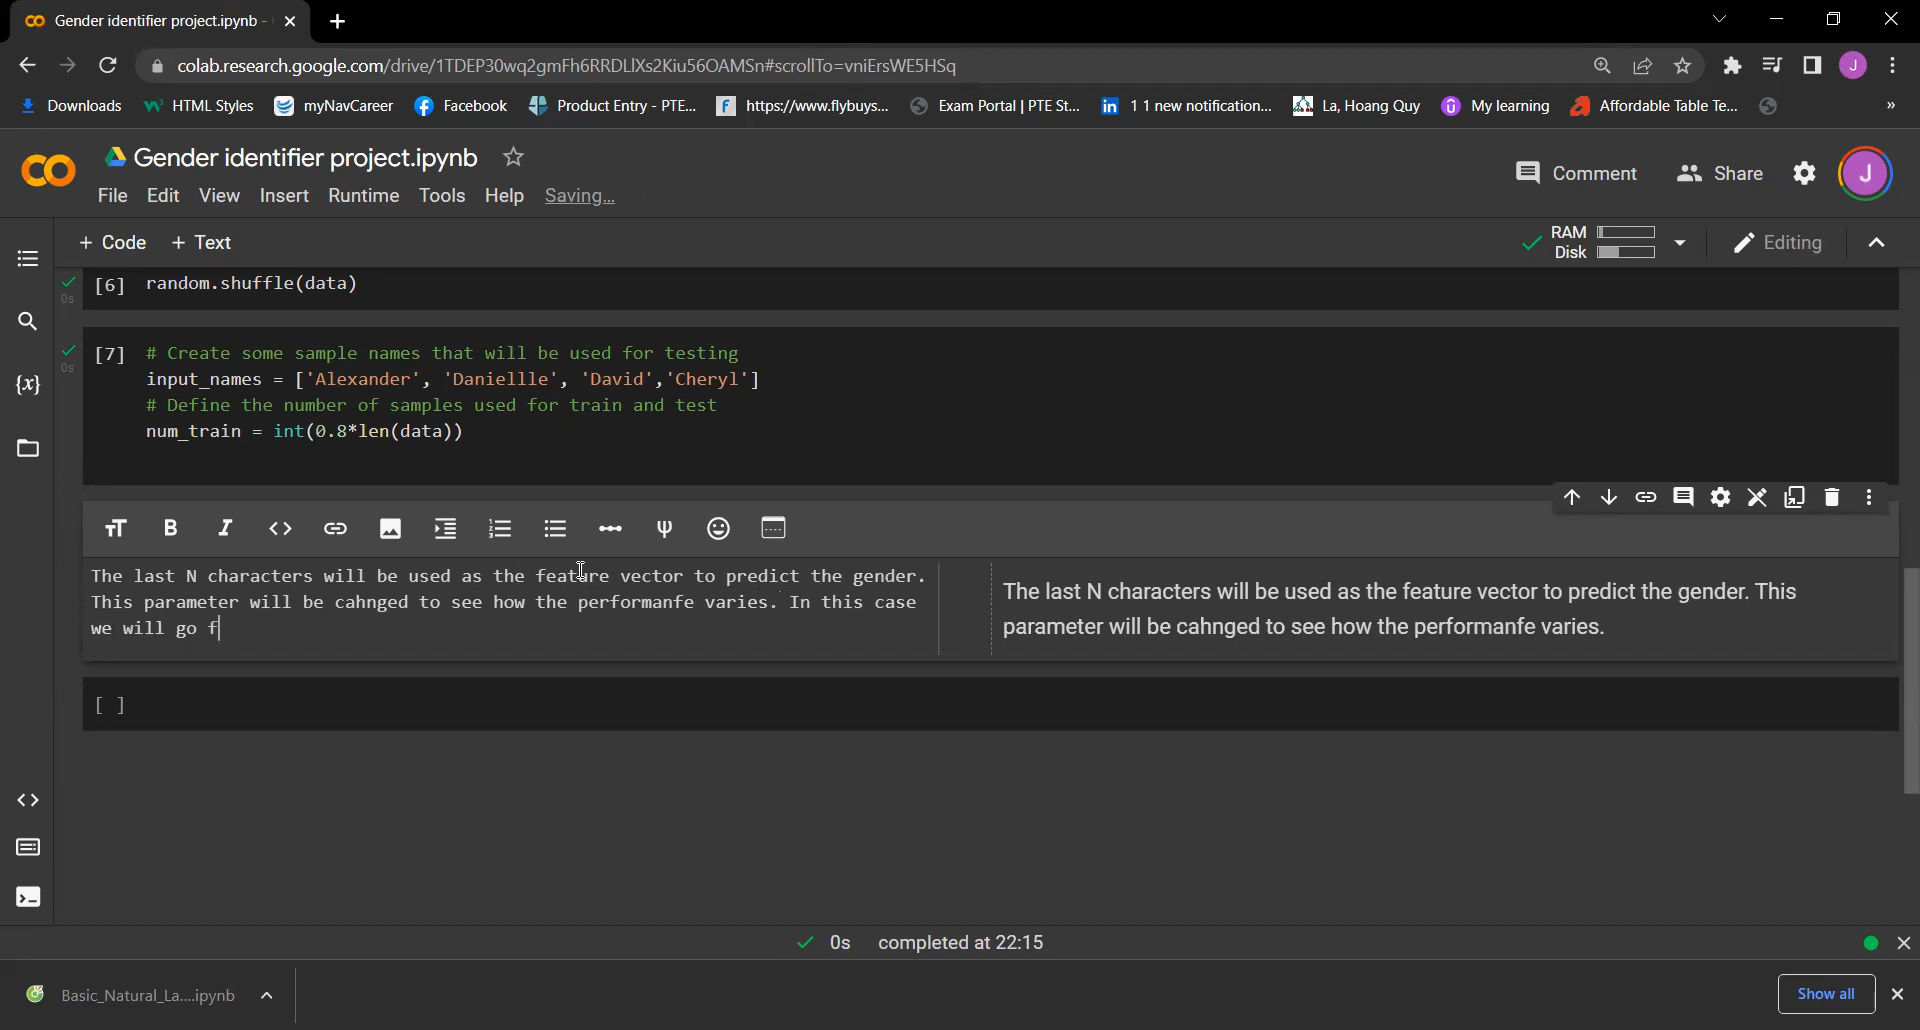 Gender identifier project.ipynb -
colab.research.google.com/drive/1TDEP30wq2gmFh6RRDLlXs2Kiu56OAMSn#scrollTo=vniErsWE5HSq
J
Downloads HTML Styles myNavCareer Facebook Product Entry - PTE... https://www.flybuys... Exam Portal | PTE St... 1 1 new notification... La, Hoang Quy My learning Affordable Table Te... »
Gender identifier project.ipynb
Comment Share J
File Edit View Insert Runtime Tools Help Saving...
+ Code + Text
RAM
Disk
Editing
[6] random.shuffle(data)
0s
[7] # Create some sample names that will be used for testing
0s
input_names = ['Alexander', 'Daniellle', 'David','Cheryl']
# Define the number of samples used for train and test
num_train = int(0.8*len(data))
The last N characters will be used as the feature vector to predict the gender.
This parameter will be cahnged to see how the performanfe varies. In this case
we will go f
The last N characters will be used as the feature vector to predict the gender. This
parameter will be cahnged to see how the performanfe varies.
[ ]
0s completed at 22:15
Basic_Natural_La....ipynb
Show all